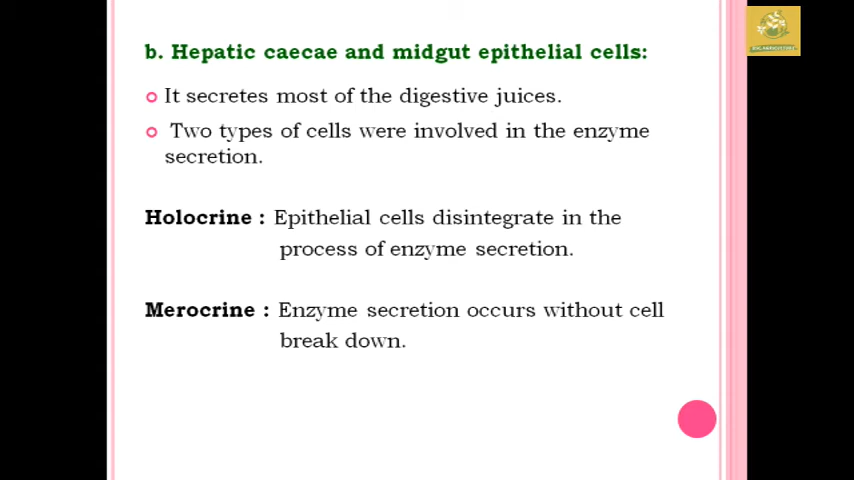 b. Hepatic caecae and midgut epithelial cells:
It secretes most of the digestive juices.
Two types of cells were involved in the enzyme
secretion.
Holocrine : Epithelial cells disintegrate in the
process of enzyme secretion.
Merocrine : Enzyme secretion occurs without cell
break down.